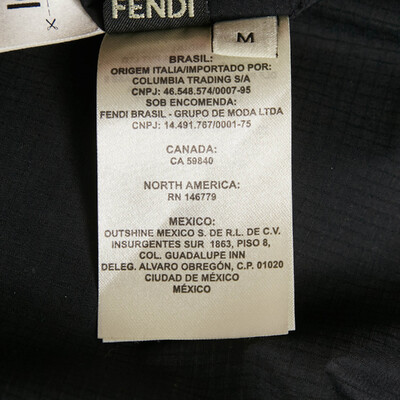 FENDI
M
BRASIL:
ORIGEM ITALIA/IMPORTADO POR:
COLUMBIA TRADING S/A
CNPJ: 46.548.574/0007-95
SOB ENCOMENDA:
FENDI BRASIL - GRUPO DE MODA LTDA
CNPJ: 14.491.767/0001-75
CANADA:
CA 59840
NORTH AMERICA:
RN 146779
MEXICO:
OUTSHINE MEXICO S. DE R.L. DE C.V.
INSURGENTES SUR 1863, PISO 8,
COL. GUADALUPE INN
DELEG. ALVARO OBREGÓN, C.P. 01020
CIUDAD DE MÉXICO
MÉXICO